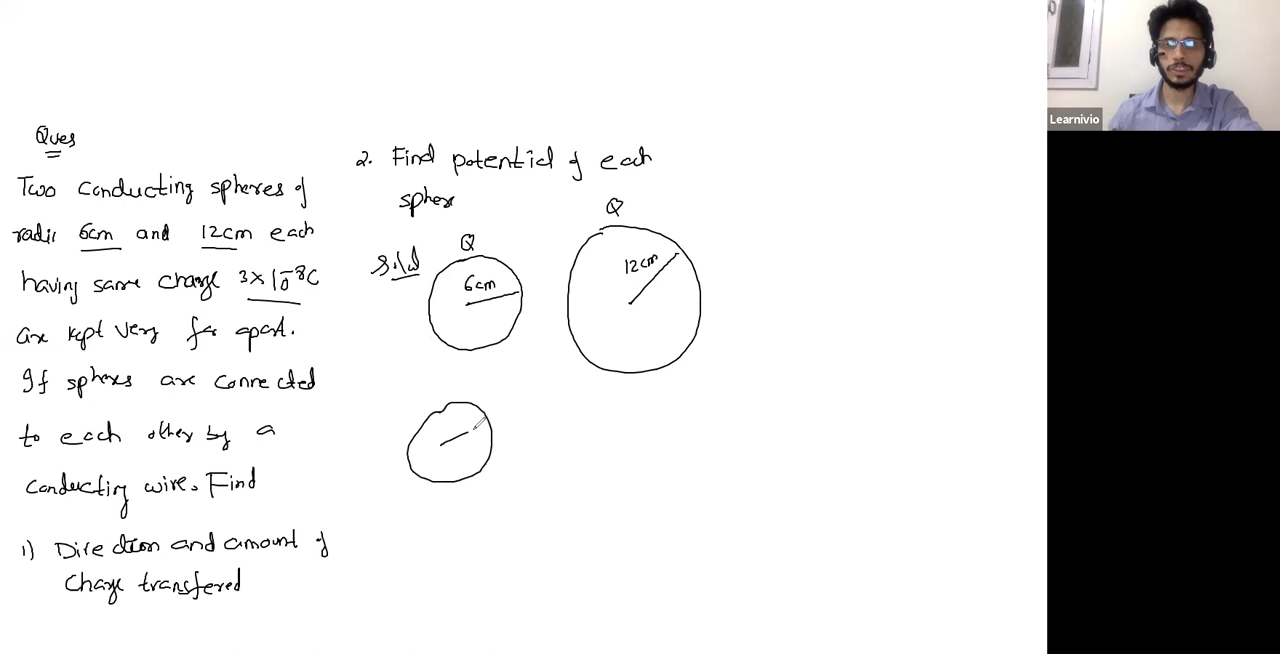 Ques
Two conducting spheres of
radii 6cm and 12cm each
having same charge 3×10⁻⁸C
are kept very far apart.
If spheres are connected
to each other by a
conducting wire. Find
1) Direction and amount of
charge transferred
2. Find potential of each
sphere
Solⁿ
Q
6cm
Q
12cm
Learnivio